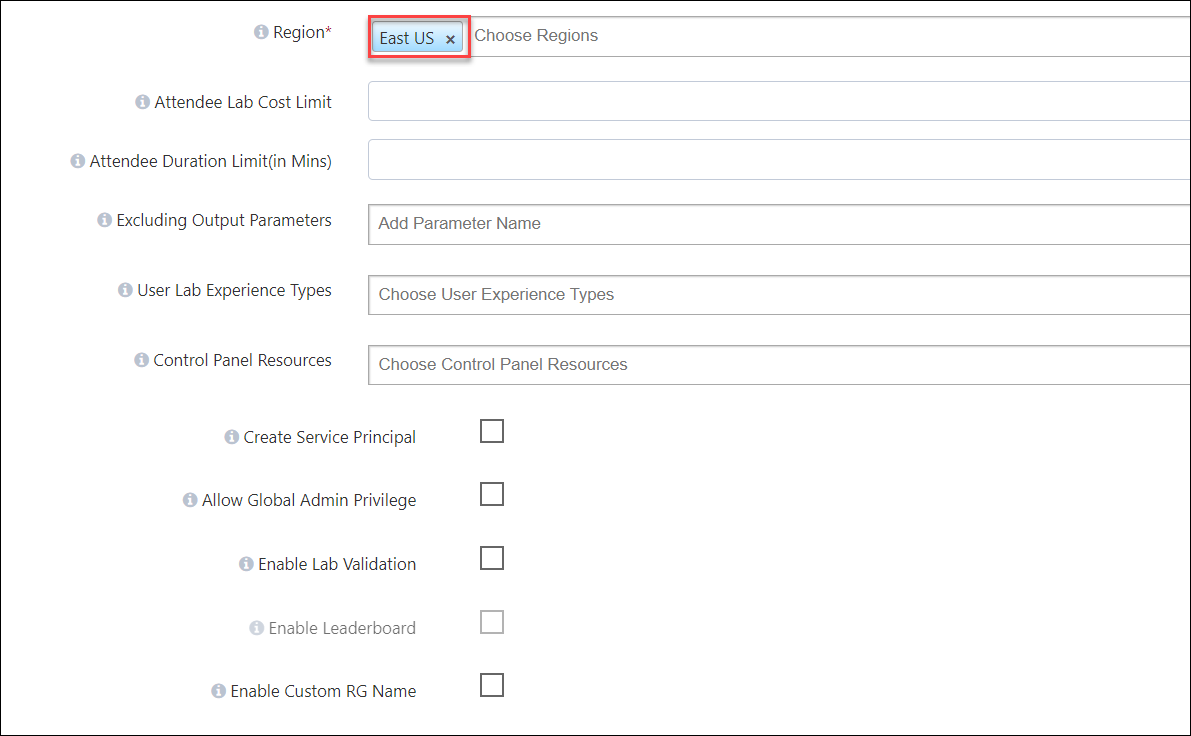 Region* East US × Choose Regions
Attendee Lab Cost Limit
Attendee Duration Limit(in Mins)
Excluding Output Parameters Add Parameter Name
User Lab Experience Types Choose User Experience Types
Control Panel Resources Choose Control Panel Resources
Create Service Principal
Allow Global Admin Privilege
Enable Lab Validation
Enable Leaderboard
Enable Custom RG Name